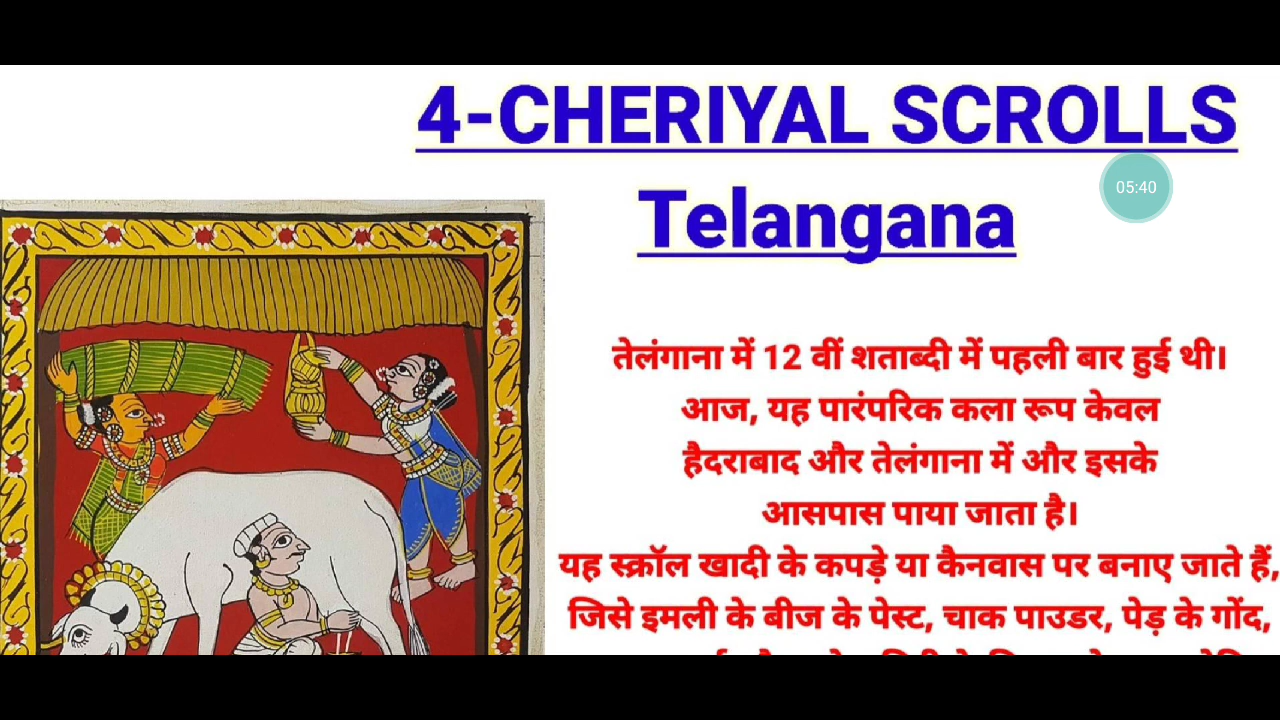 4-CHERIYAL SCROLLS
05:40
Telangana
तेलंगाना में 12 वीं शताब्दी में पहली बार हुई थी।
आज, यह पारंपरिक कला रूप केवल
हैदराबाद और तेलंगाना में और इसके
आसपास पाया जाता है।
यह स्क्रॉल खादी के कपड़े या कैनवास पर बनाए जाते हैं,
जिसे इमली के बीज के पेस्ट, चाक पाउडर, पेड़ के गोंद,